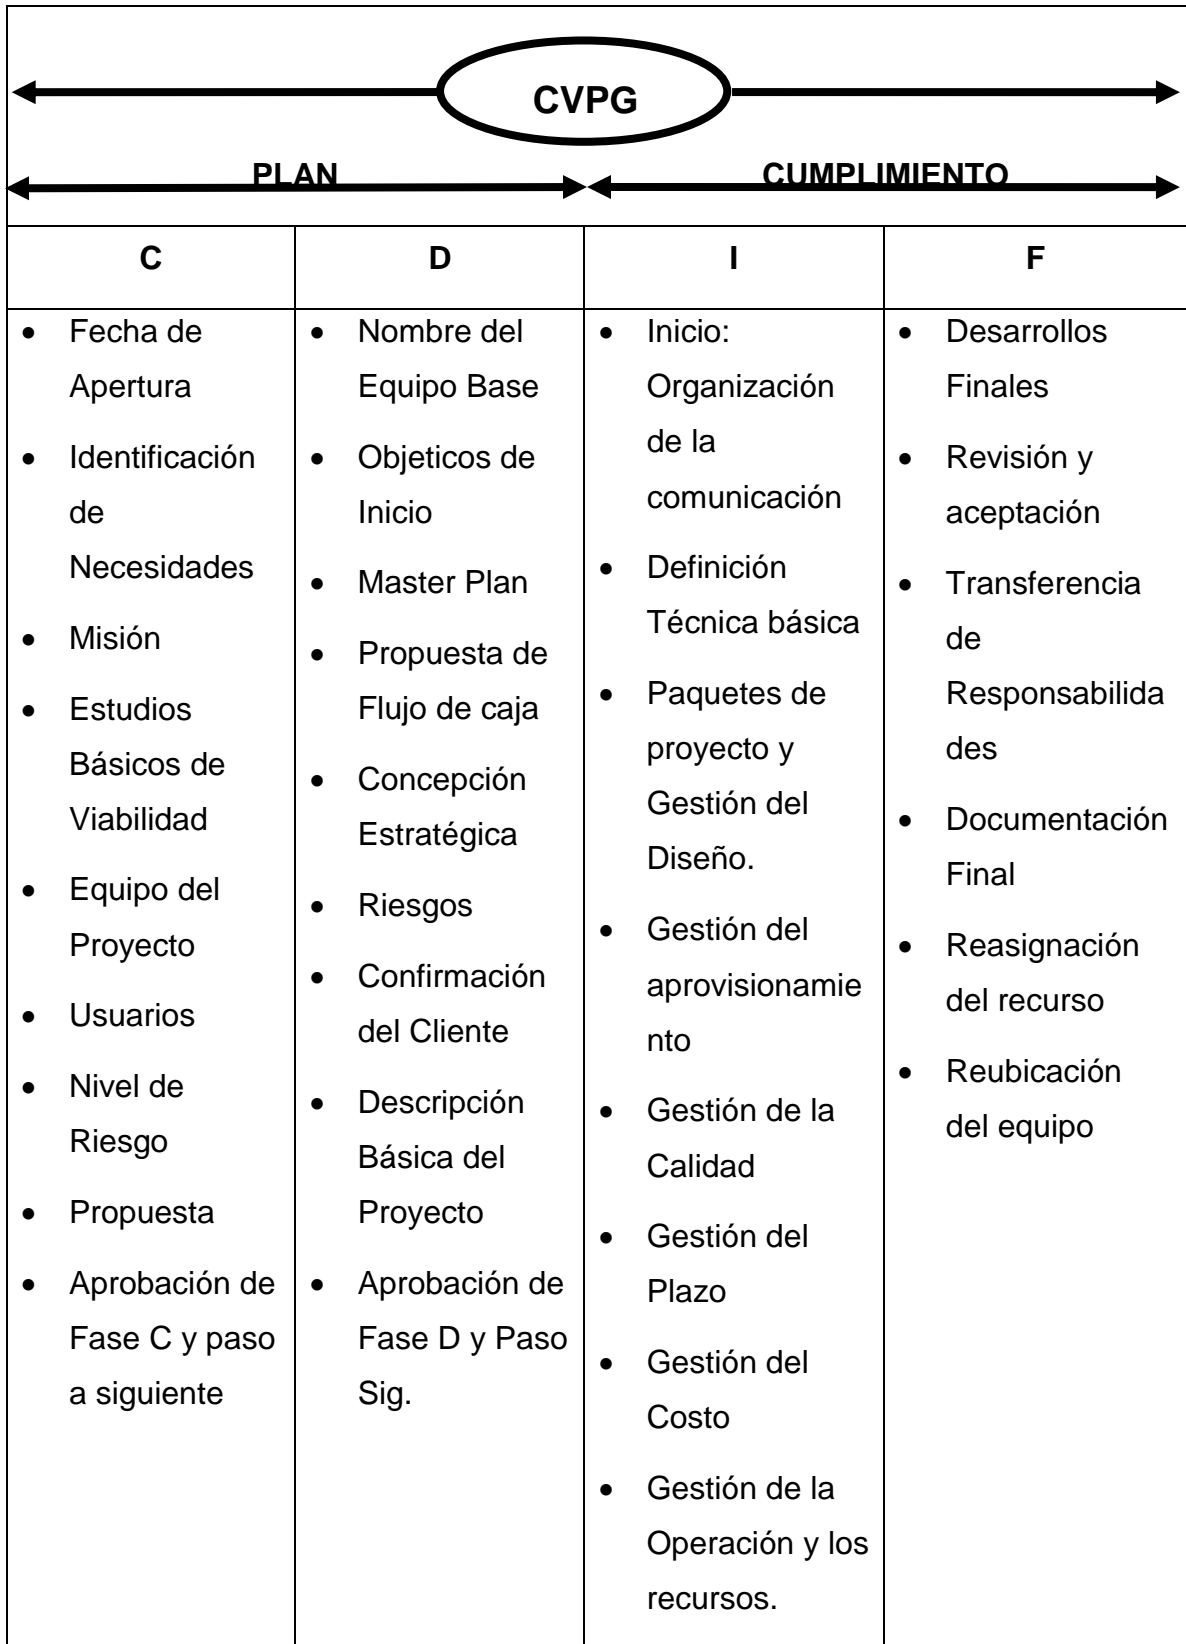 CVPG
PLAN
CUMPLIMIENTO
C
D
I
F
• Fecha de
Apertura
• Identificación
de
Necesidades
• Misión
• Estudios
Básicos de
Viabilidad
• Equipo del
Proyecto
• Usuarios
• Nivel de
Riesgo
• Propuesta
• Aprobación de
Fase C y paso
a siguiente
• Nombre del
Equipo Base
• Objeticos de
Inicio
• Master Plan
• Propuesta de
Flujo de caja
• Concepción
Estratégica
• Riesgos
• Confirmación
del Cliente
• Descripción
Básica del
Proyecto
• Aprobación de
Fase D y Paso
Sig.
• Inicio:
Organización
de la
comunicación
• Definición
Técnica básica
• Paquetes de
proyecto y
Gestión del
Diseño.
• Gestión del
aprovisionamie
nto
• Gestión de la
Calidad
• Gestión del
Plazo
• Gestión del
Costo
• Gestión de la
Operación y los
recursos.
• Desarrollos
Finales
• Revisión y
aceptación
• Transferencia
de
Responsabilida
des
• Documentación
Final
• Reasignación
del recurso
• Reubicación
del equipo